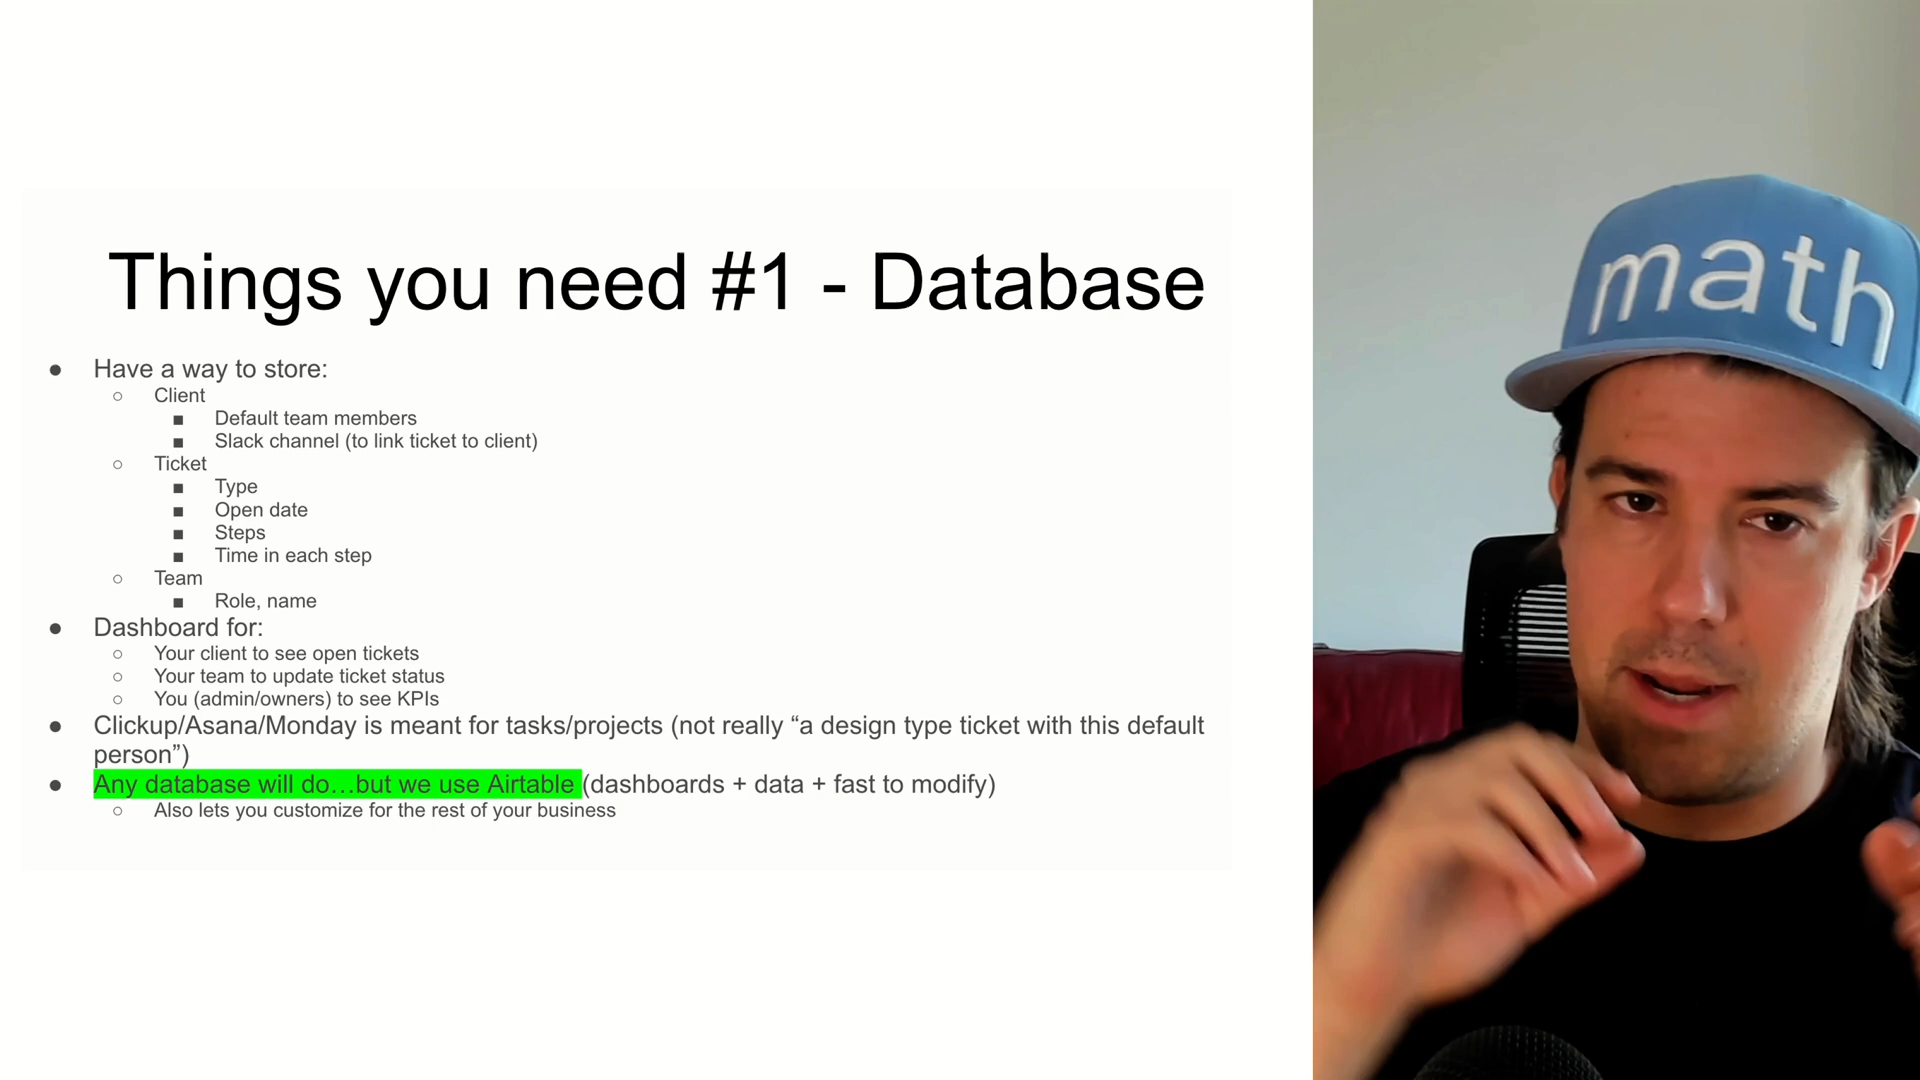 Things you need #1 - Database
● Have a way to store:
○ Client
■ Default team members
■ Slack channel (to link ticket to client)
○ Ticket
■ Type
■ Open date
■ Steps
■ Time in each step
○ Team
■ Role, name
● Dashboard for:
○ Your client to see open tickets
○ Your team to update ticket status
○ You (admin/owners) to see KPIs
● Clickup/Asana/Monday is meant for tasks/projects (not really “a design type ticket with this default
person”)
● Any database will do…but we use Airtable (dashboards + data + fast to modify)
○ Also lets you customize for the rest of your business
math